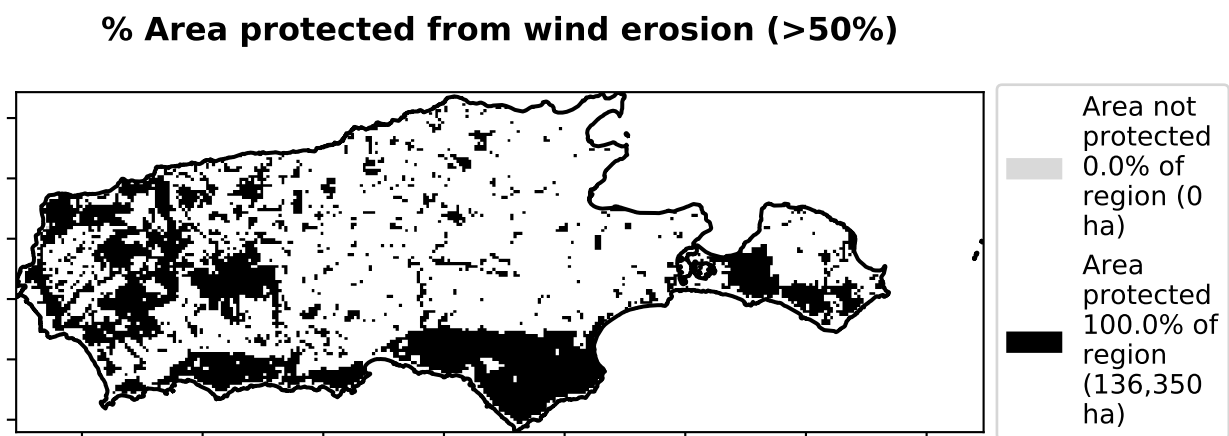 % Area protected from wind erosion (>50%)
Area not
protected
0.0% of
region (0
ha)
Area
protected
100.0% of
region
(136,350
ha)